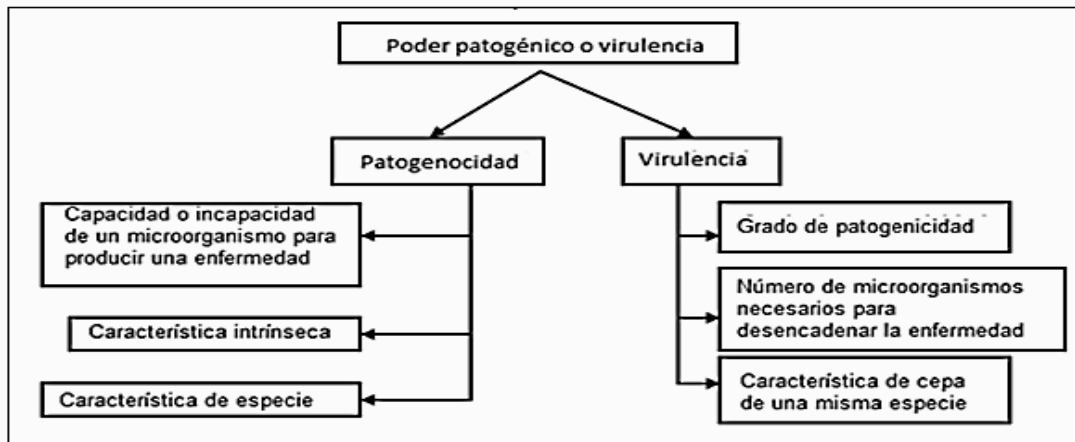 Poder patogénico o virulencia
Patogenocidad
Capacidad o incapacidad
de un microorganismo para
producir una enfermedad
Característica intrínseca
Característica de especie
Virulencia
Grado de patogenicidad
Número de microorganismos
necesarios para
desencadenar la enfermedad
Característica de cepa
de una misma especie